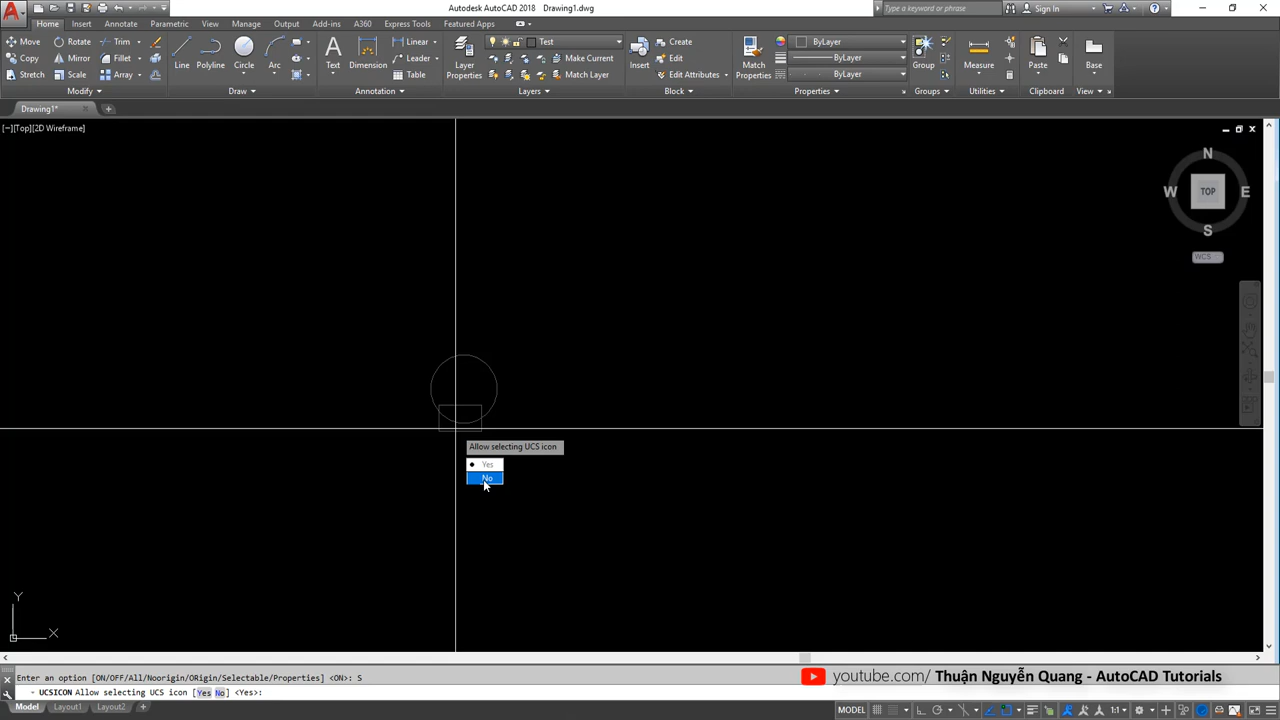 Autodesk AutoCAD 2018 Drawing1.dwg
Type a keyword or phrase
Sign In
Home Insert Annotate Parametric View Manage Output Add-ins A360 Express Tools Featured Apps
Move Rotate Trim
Copy Mirror Fillet
Stretch Scale Array
Modify
Line Polyline Circle Arc
Draw
Text Dimension
Linear
Leader
Table
Annotation
Layer
Properties
Test
Make Current
Match Layer
Layers
Insert
Create
Edit
Edit Attributes
Block
Match
Properties
ByLayer
ByLayer
ByLayer
Properties
Group
Groups
Measure
Utilities
Paste
Clipboard
Base
View
Drawing1*
[−][Top][2D Wireframe]
N
W TOP E
S
WCS
Allow selecting UCS icon
Yes
No
Y
X
Enter an option [ON/OFF/All/Noorigin/ORigin/Selectable/Properties] <ON>: S
UCSICON Allow selecting UCS icon [Yes No] <Yes>:
youtube.com/ Thuận Nguyễn Quang - AutoCAD Tutorials
Model Layout1 Layout2
MODEL
1:1